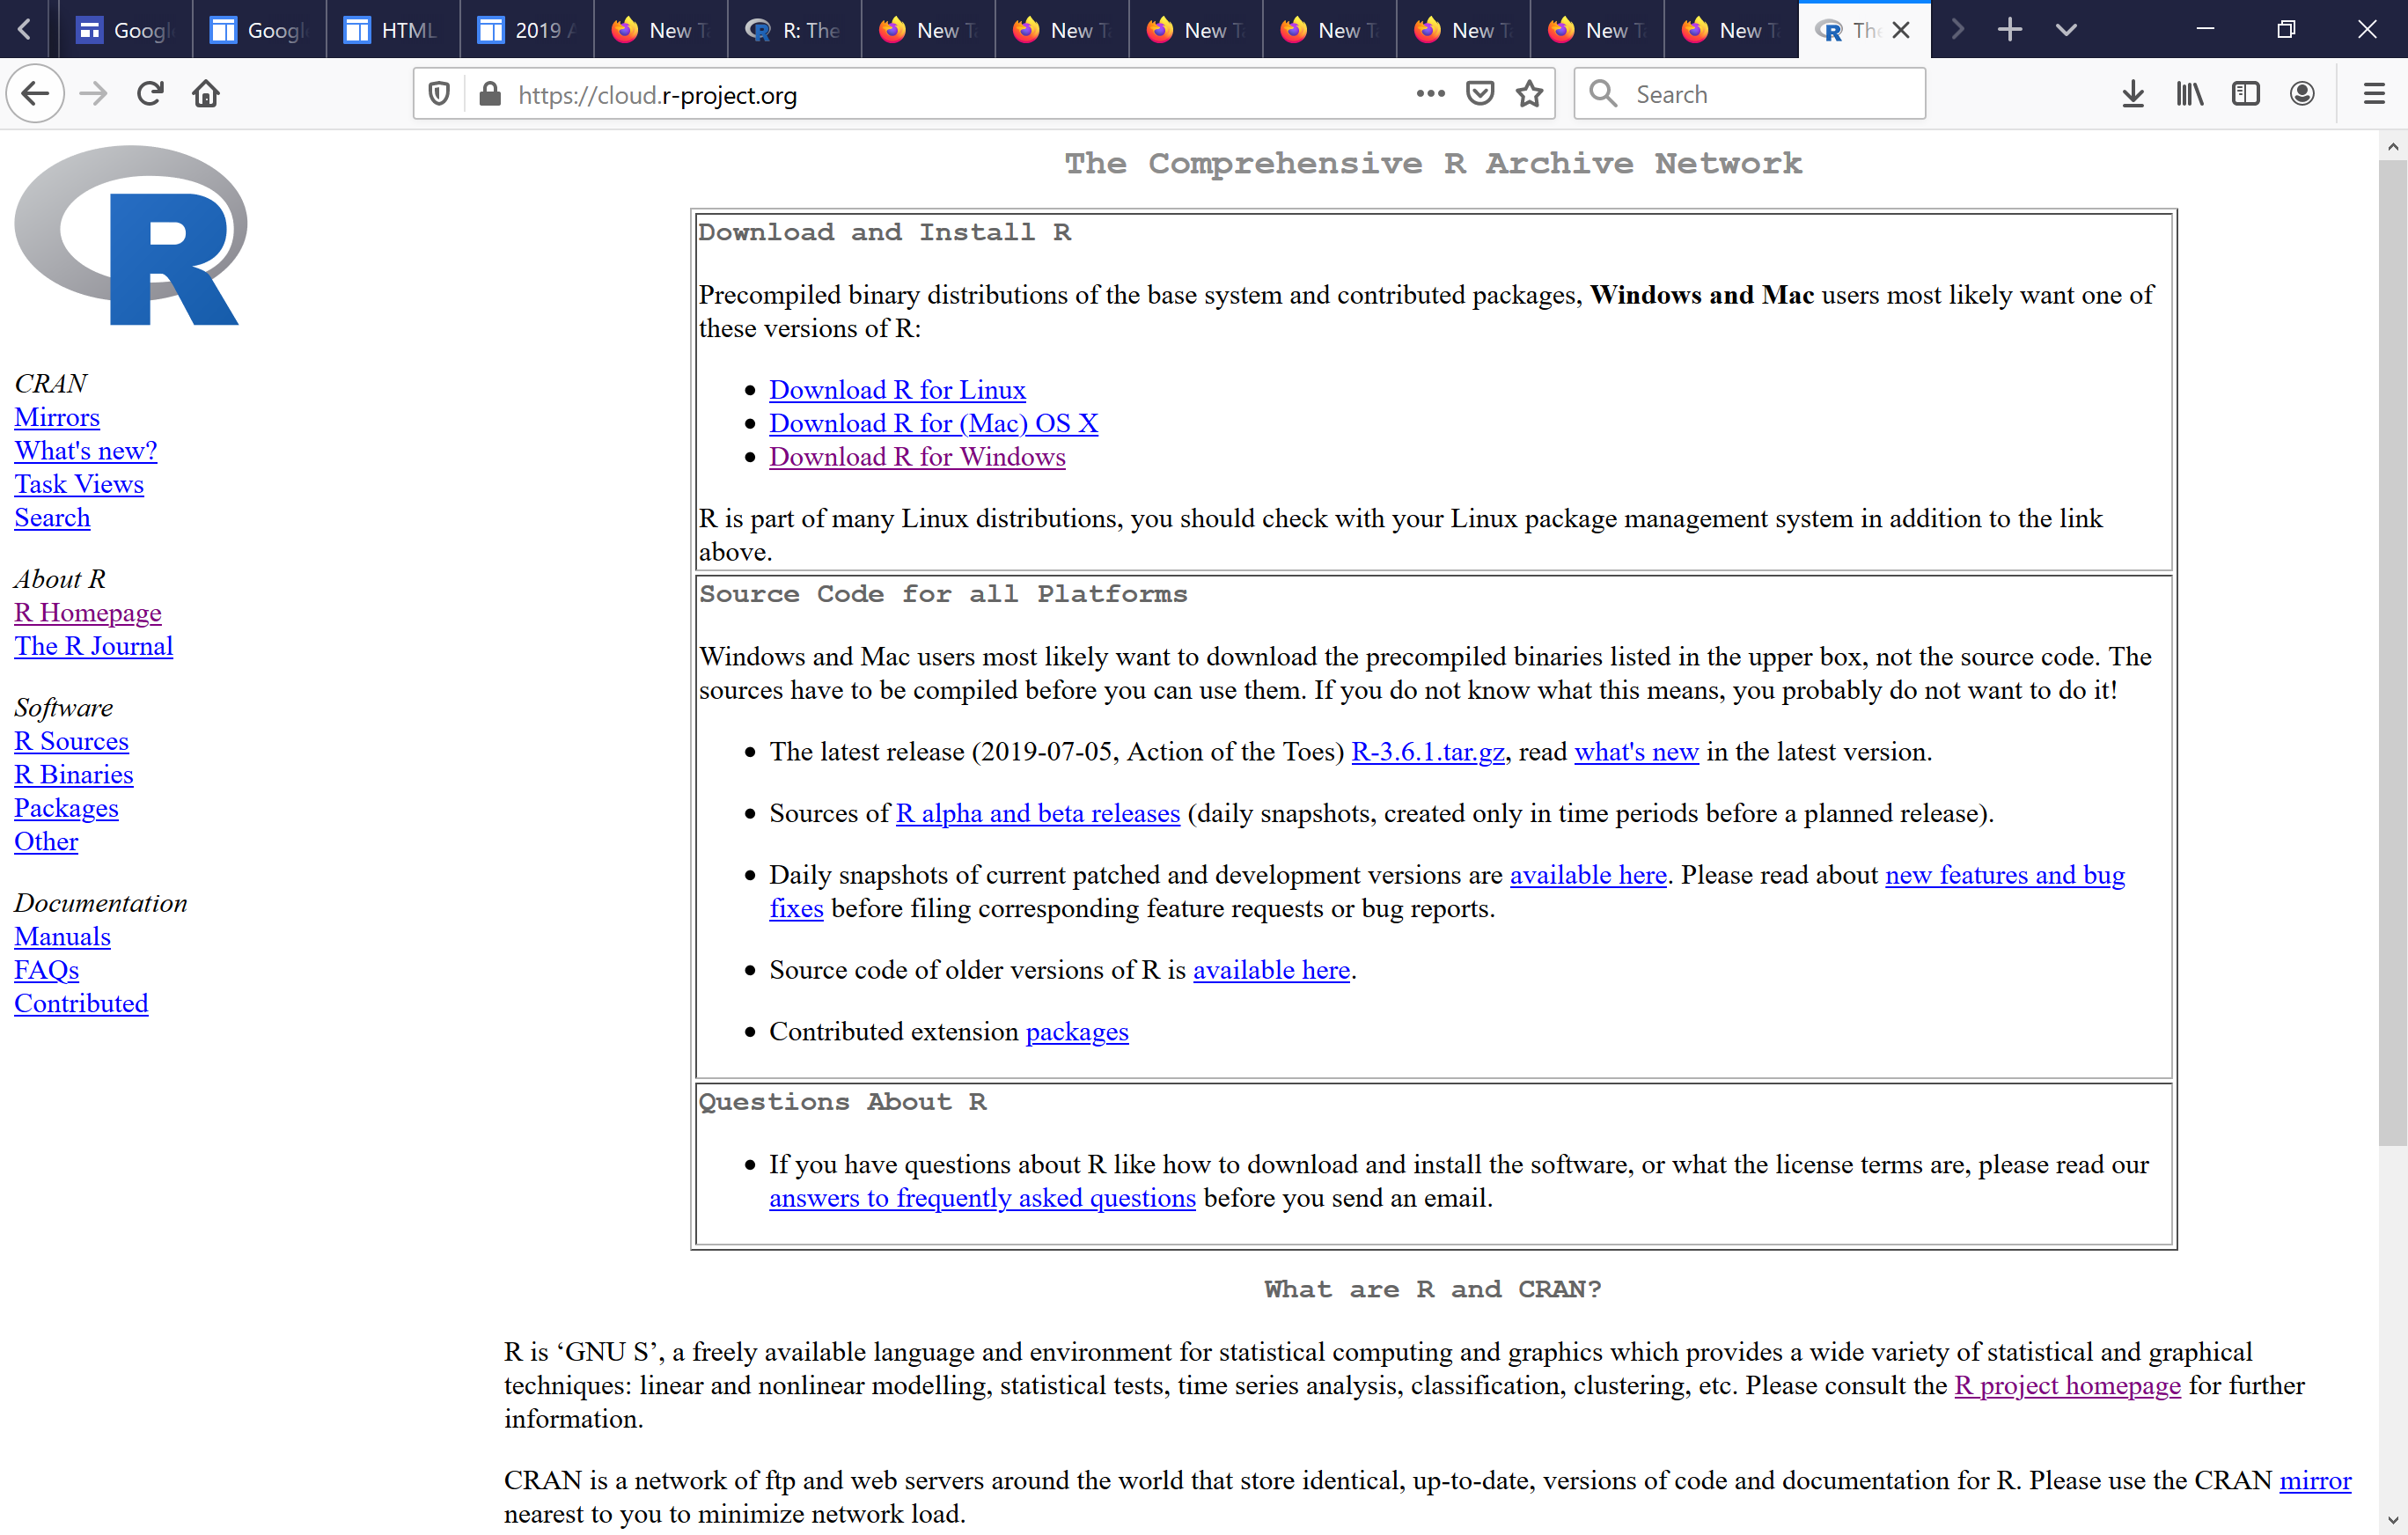 Googl
Googl
HTML
2019 A
New T
R: The
New T
New T
New T
New T
New T
New T
New T
The
https://cloud.r-project.org
Search
R
CRAN
Mirrors
What's new?
Task Views
Search
About R
R Homepage
The R Journal
Software
R Sources
R Binaries
Packages
Other
Documentation
Manuals
FAQs
Contributed
The Comprehensive R Archive Network
Download and Install R
Precompiled binary distributions of the base system and contributed packages, Windows and Mac users most likely want one of
these versions of R:
Download R for Linux
Download R for (Mac) OS X
Download R for Windows
R is part of many Linux distributions, you should check with your Linux package management system in addition to the link
above.
Source Code for all Platforms
Windows and Mac users most likely want to download the precompiled binaries listed in the upper box, not the source code. The
sources have to be compiled before you can use them. If you do not know what this means, you probably do not want to do it!
The latest release (2019-07-05, Action of the Toes) R-3.6.1.tar.gz, read what's new in the latest version.
Sources of R alpha and beta releases (daily snapshots, created only in time periods before a planned release).
Daily snapshots of current patched and development versions are available here. Please read about new features and bug
fixes before filing corresponding feature requests or bug reports.
Source code of older versions of R is available here.
Contributed extension packages
Questions About R
If you have questions about R like how to download and install the software, or what the license terms are, please read our
answers to frequently asked questions before you send an email.
What are R and CRAN?
R is ‘GNU S’, a freely available language and environment for statistical computing and graphics which provides a wide variety of statistical and graphical
techniques: linear and nonlinear modelling, statistical tests, time series analysis, classification, clustering, etc. Please consult the R project homepage for further
information.
CRAN is a network of ftp and web servers around the world that store identical, up-to-date, versions of code and documentation for R. Please use the CRAN mirror
nearest to you to minimize network load.